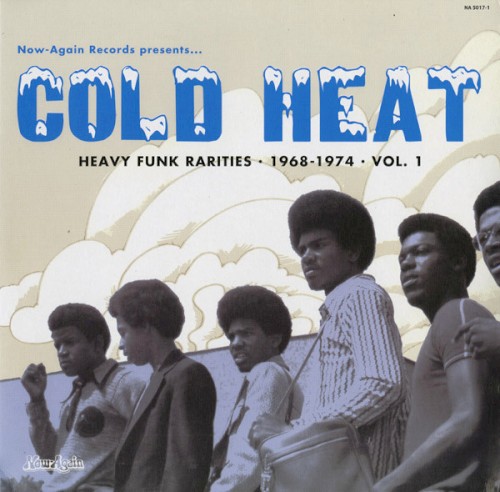 NA 5017-1
Now-Again Records presents...
COLD HEAT
HEAVY FUNK RARITIES · 1968-1974 · VOL. 1
Now-Again